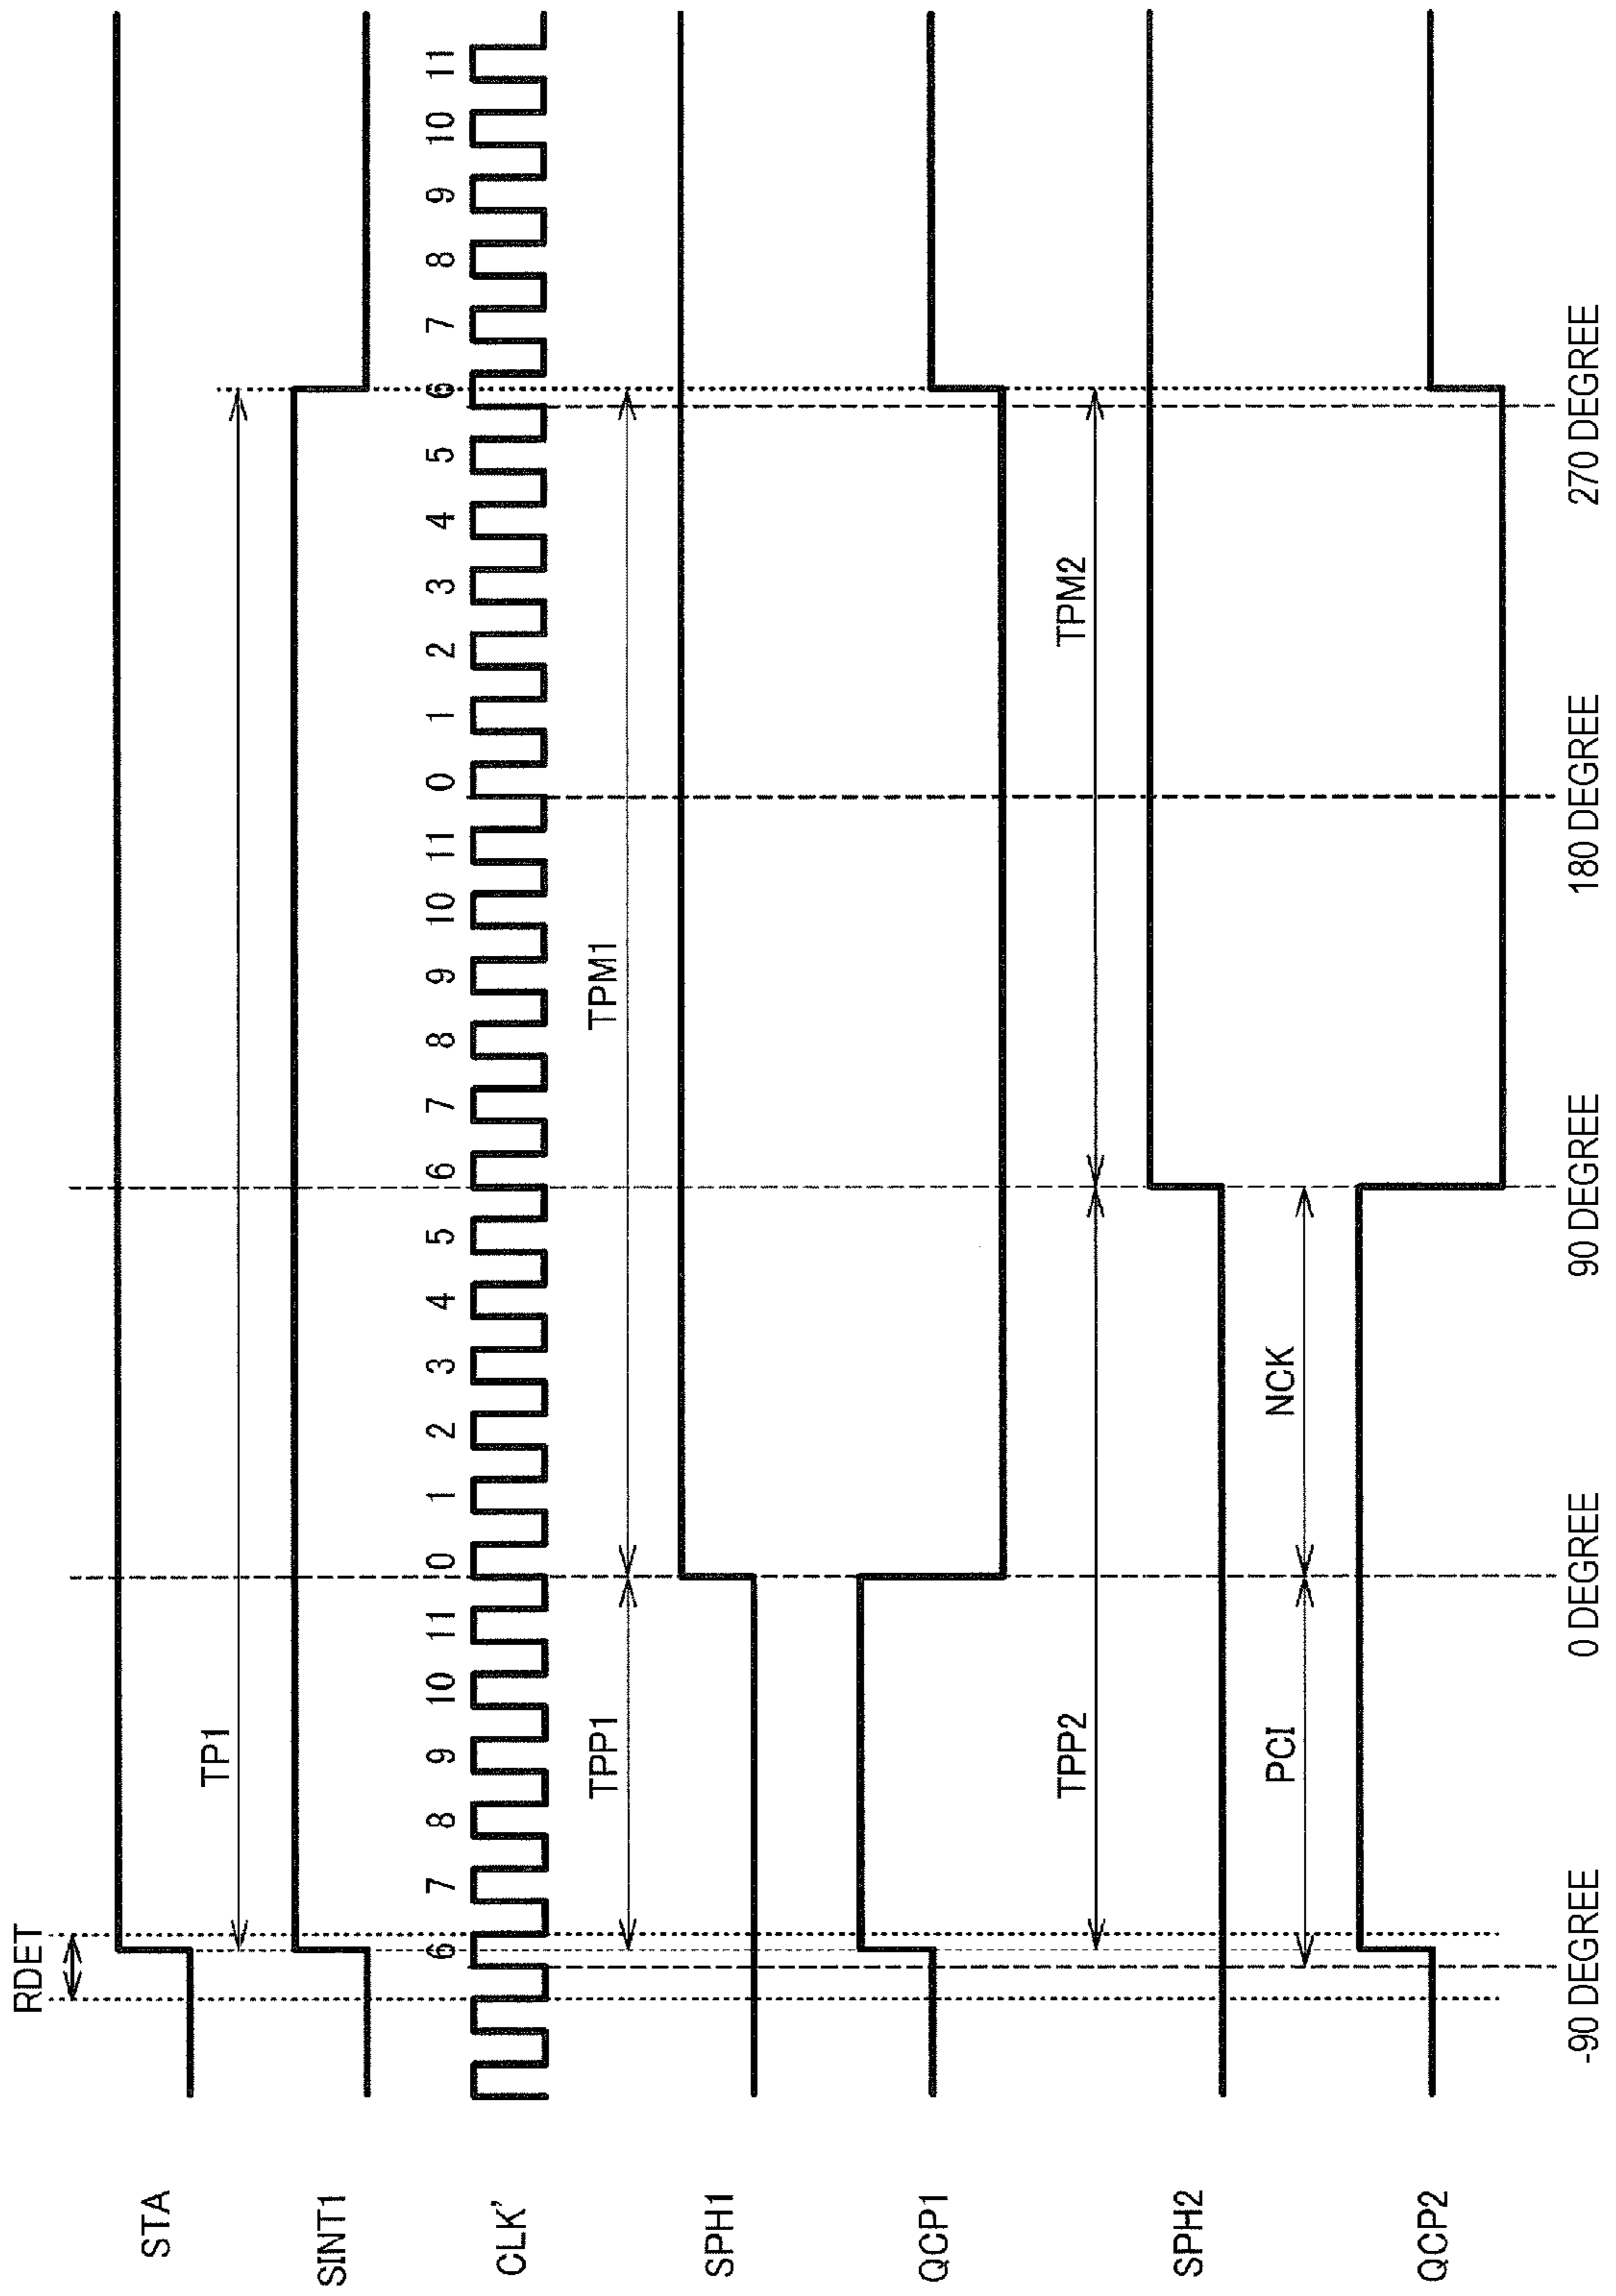 RDET
STA
TP1
SINT1
CLK'
6 7 8 9 10 11 0 1 2 3 4 5 6 7 8 9 10 11 0 1 2 3 4 5 6 7 8 9 10 11
TPP1
TPM1
SPH1
QCP1
TPP2
TPM2
SPH2
PCI
NCK
QCP2
-90 DEGREE
0 DEGREE
90 DEGREE
180 DEGREE
270 DEGREE